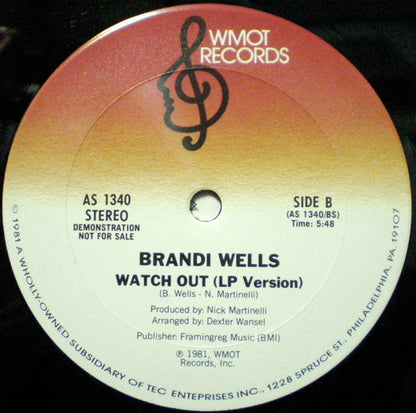 WMOT
RECORDS
AS 1340
STEREO
DEMONSTRATION
NOT FOR SALE
SIDE B
(AS 1340/BS)
Time: 5:48
BRANDI WELLS
WATCH OUT (LP Version)
(B. Wells - N. Martinelli)
Produced by: Nick Martinelli
Arranged by: Dexter Wansel
Publisher: Framingreg Music (BMI)
℗ 1981, WMOT
Records, Inc.
© 1981 A WHOLLY-OWNED SUBSIDIARY OF TEC ENTEPRISES INC., 1228 SPRUCE ST., PHILADELPHIA, PA. 19107